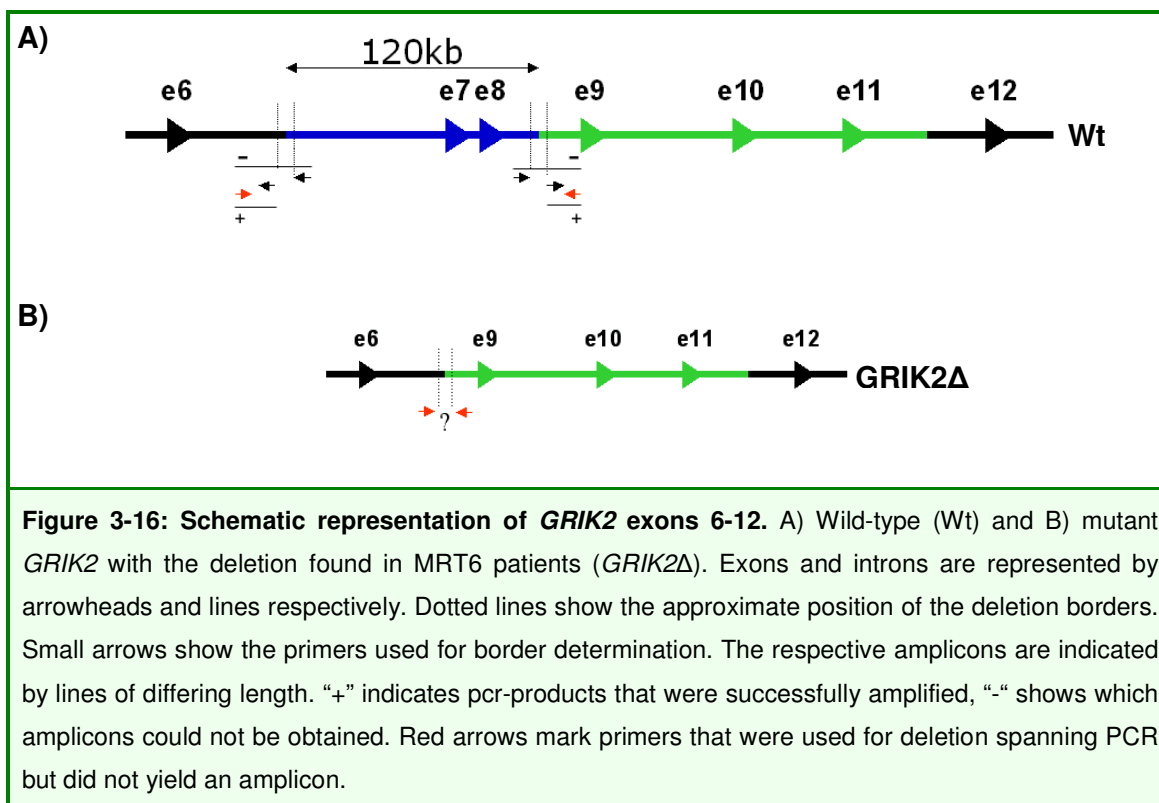 A)
120kb
e6 e7 e8 e9 e10 e11 e12
Wt
- -
+ +
B)
e6 e9 e10 e11 e12
GRIK2Δ
?
Figure 3-16: Schematic representation of GRIK2 exons 6-12. A) Wild-type (Wt) and B) mutant
GRIK2 with the deletion found in MRT6 patients (GRIK2Δ). Exons and introns are represented by
arrowheads and lines respectively. Dotted lines show the approximate position of the deletion borders.
Small arrows show the primers used for border determination. The respective amplicons are indicated
by lines of differing length. “+” indicates pcr-products that were successfully amplified, “-“ shows which
amplicons could not be obtained. Red arrows mark primers that were used for deletion spanning PCR
but did not yield an amplicon.